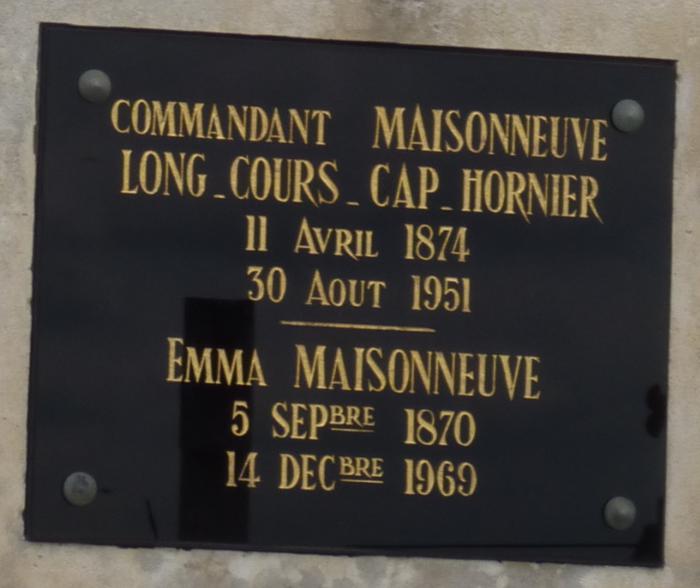 COMMANDANT MAISONNEUVE
LONG_COURS_CAP_HORNIER
11 AVRIL 1874
30 AOUT 1951
EMMA MAISONNEUVE
5 SEPBRE 1870
14 DECBRE 1969